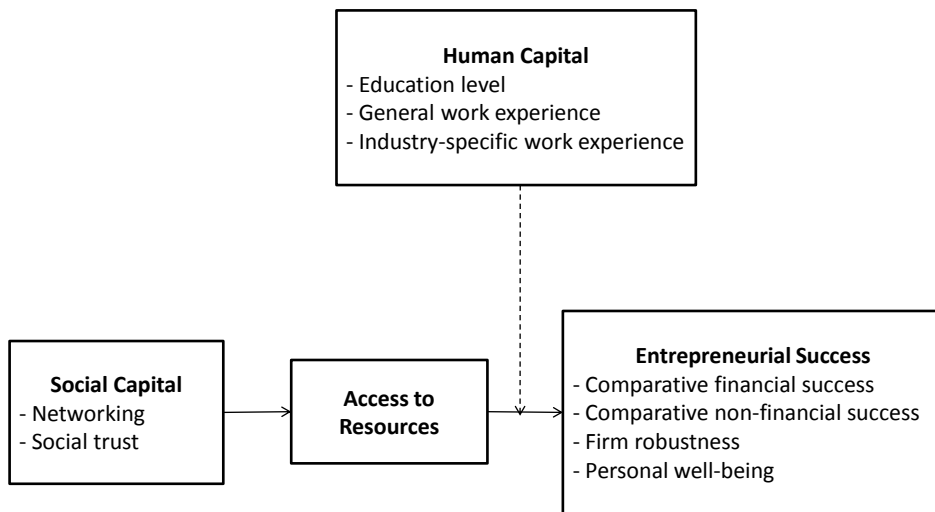 Human Capital
- Education level
- General work experience
- Industry-specific work experience
Social Capital
- Networking
- Social trust
Access to
Resources
Entrepreneurial Success
- Comparative financial success
- Comparative non-financial success
- Firm robustness
- Personal well-being